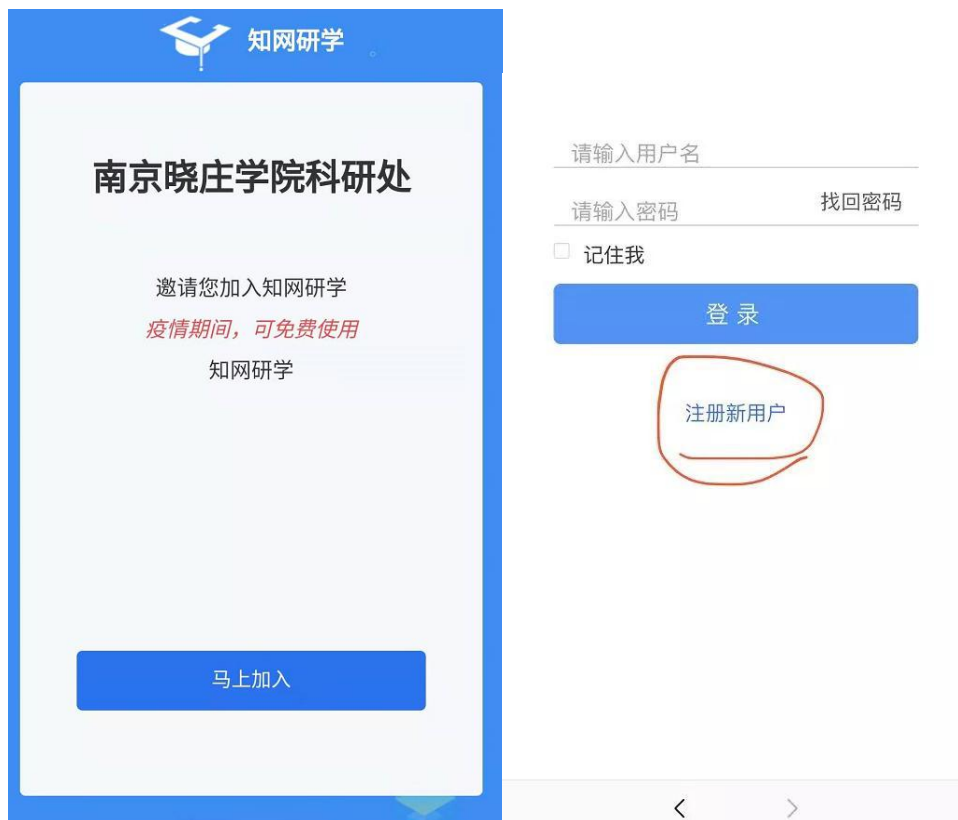 知网研学
南京晓庄学院科研处
邀请您加入知网研学
疫情期间，可免费使用
知网研学
马上加入
请输入用户名
请输入密码
找回密码
记住我
登录
注册新用户